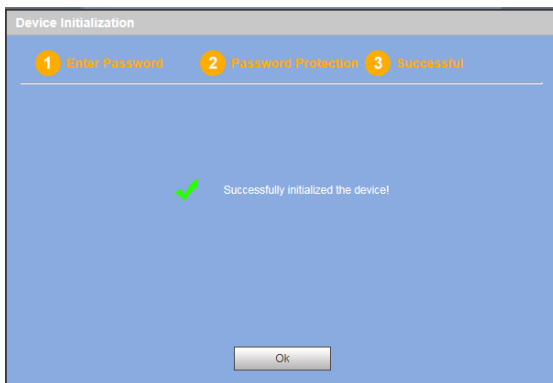 Device Initialization
1 Enter Password 2 Password Protection 3 Successful
Successfully initialized the device!
Ok